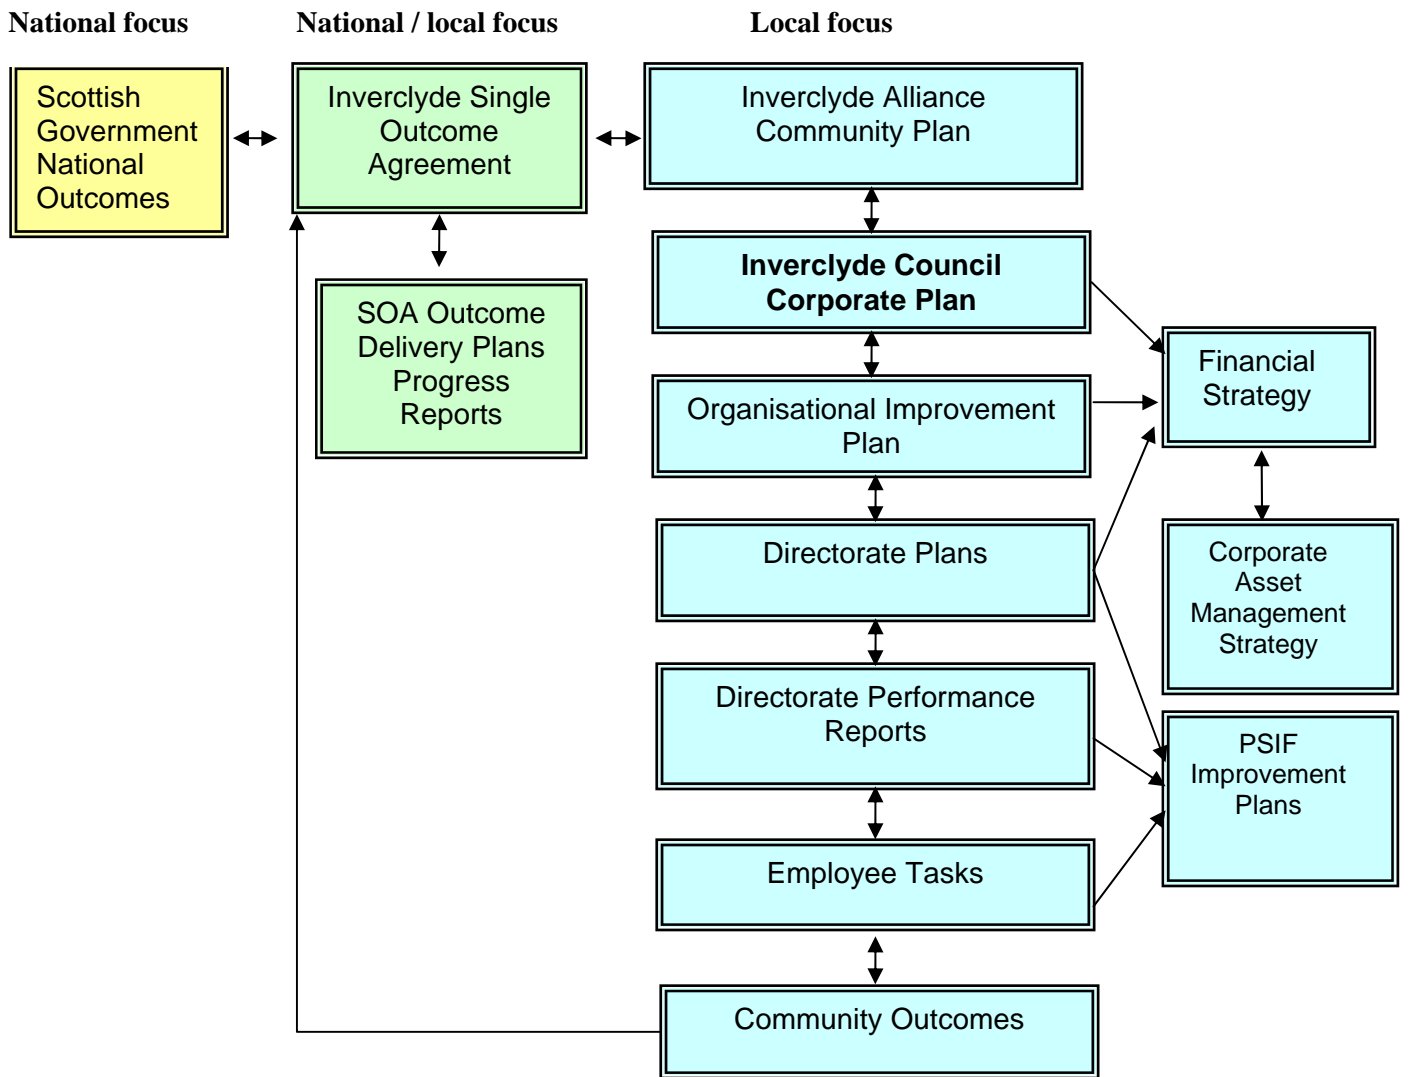 National focus
National / local focus
Local focus
Scottish
Government
National
Outcomes
Inverclyde Single
Outcome
Agreement
Inverclyde Alliance
Community Plan
Inverclyde Council
Corporate Plan
SOA Outcome
Delivery Plans
Progress
Reports
Financial
Strategy
Organisational Improvement
Plan
Directorate Plans
Corporate
Asset
Management
Strategy
Directorate Performance
Reports
PSIF
Improvement
Plans
Employee Tasks
Community Outcomes